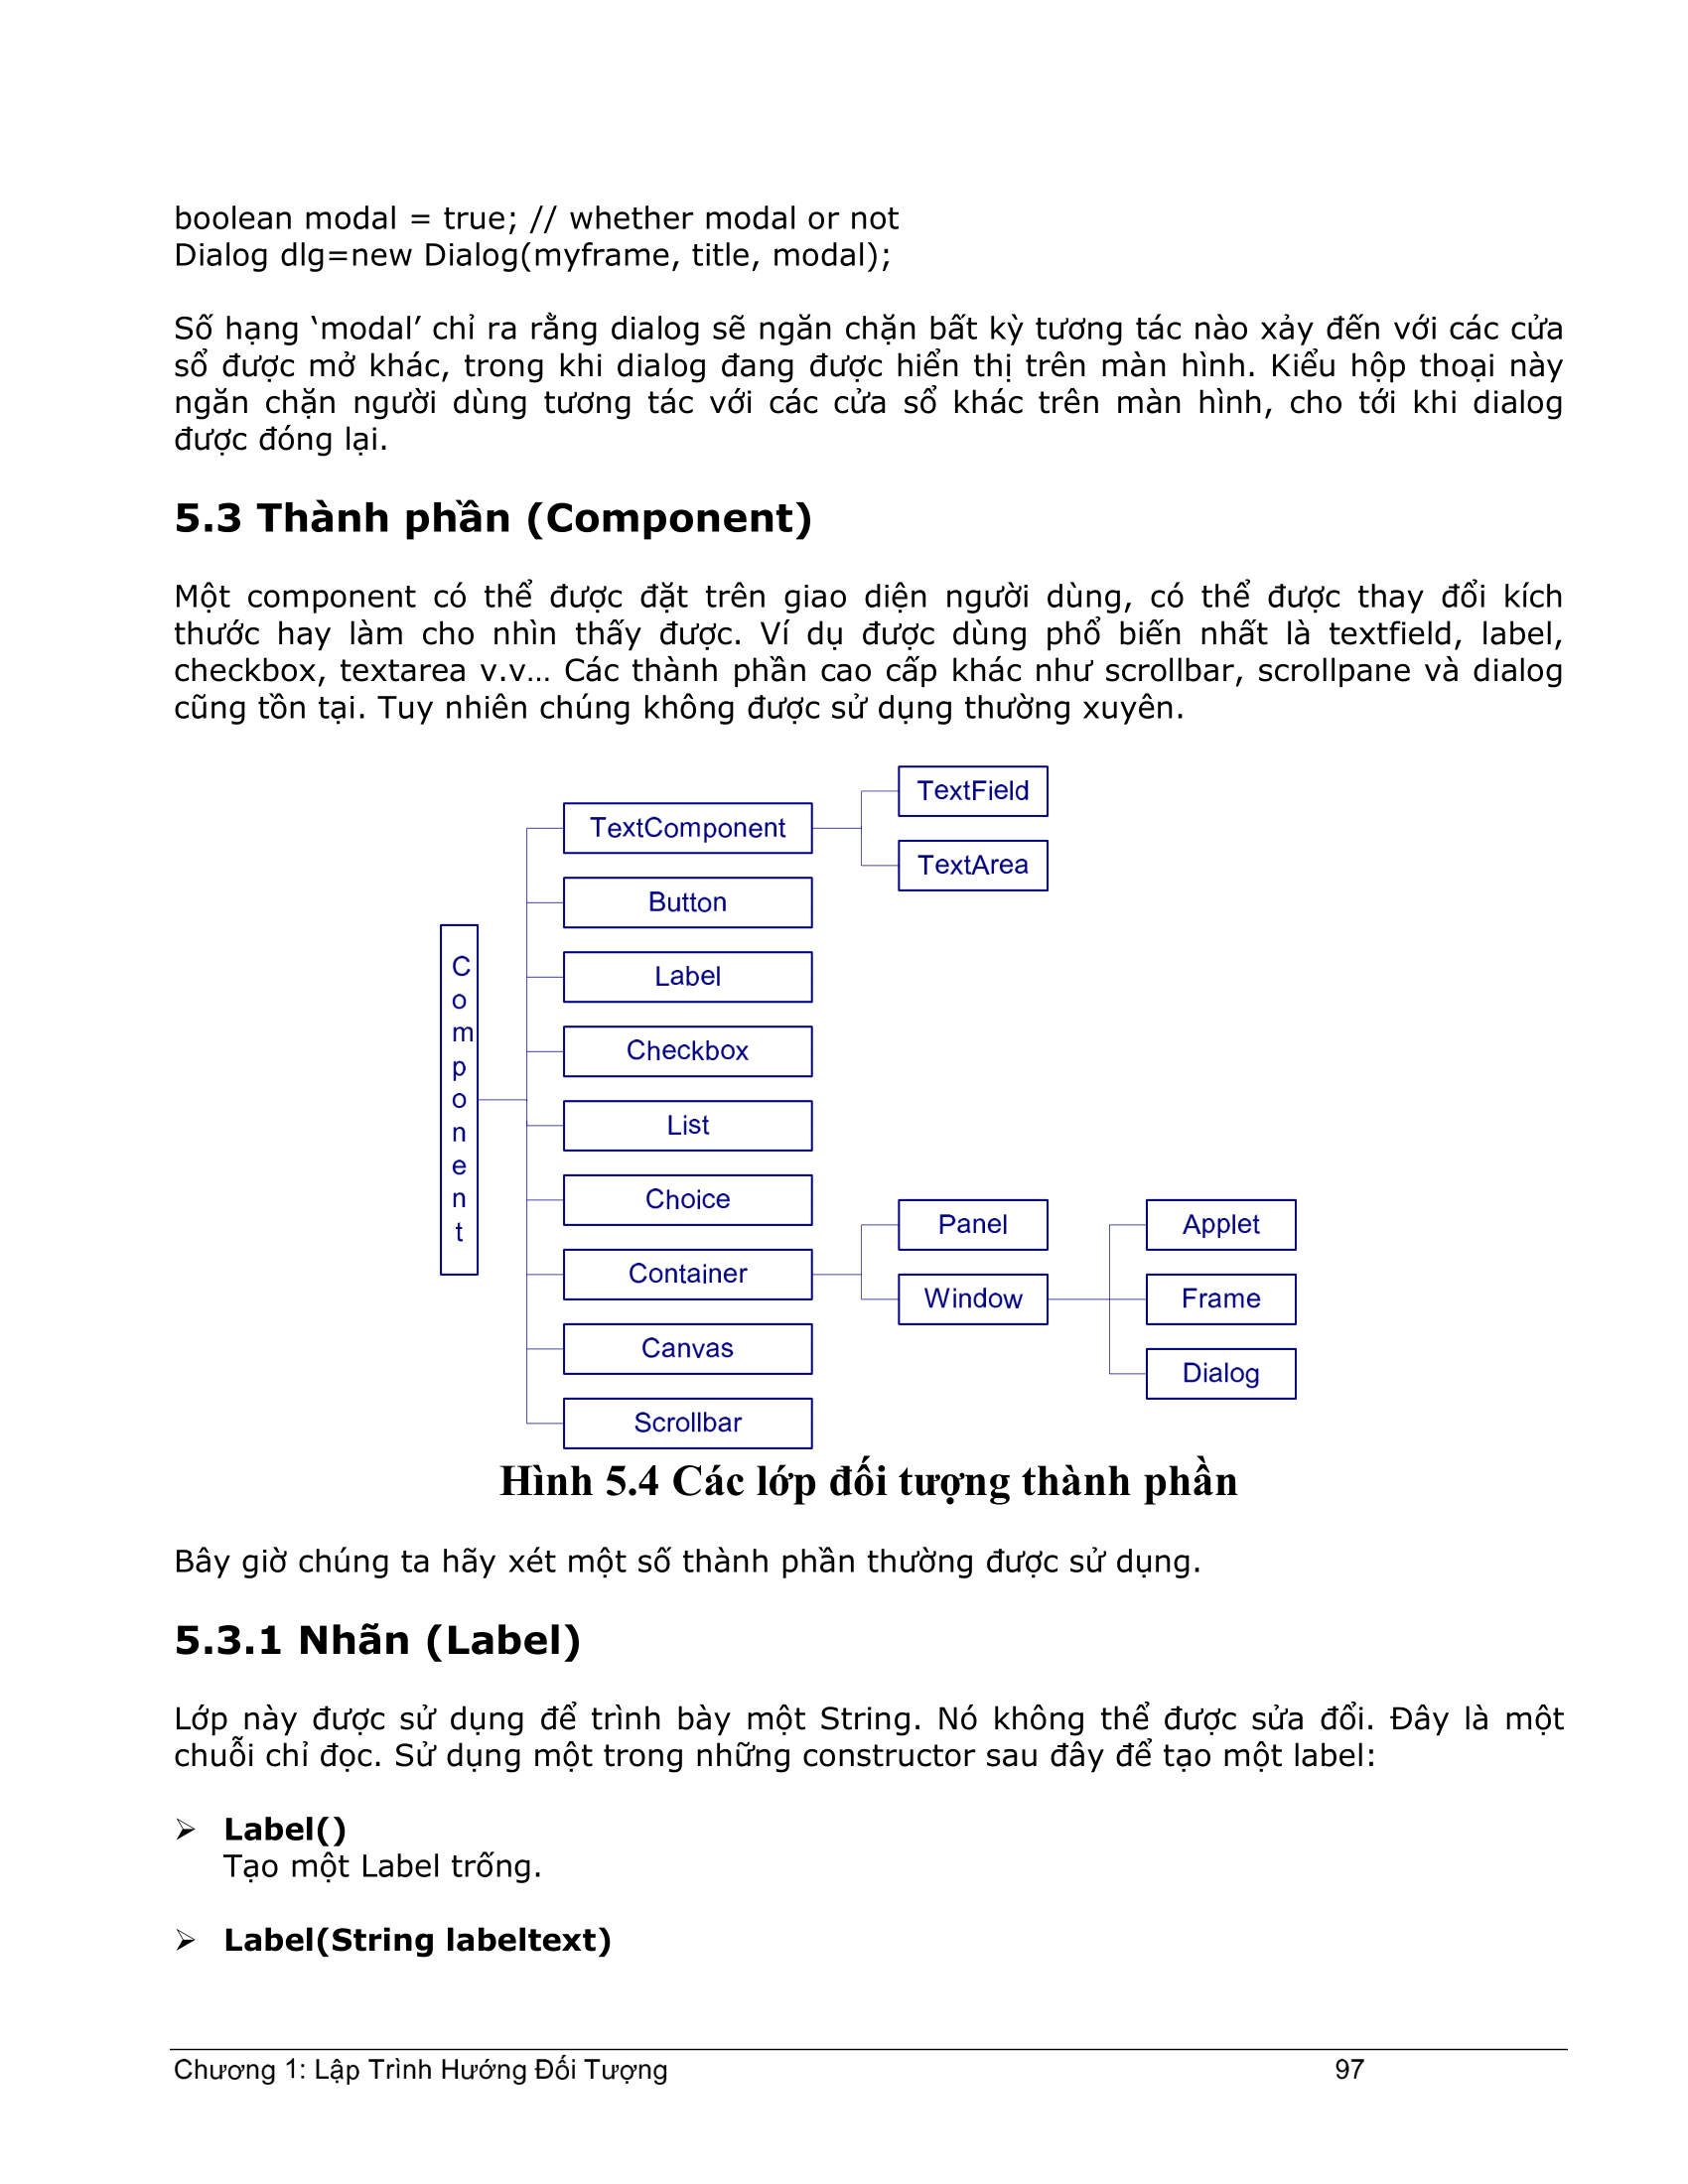 boolean modal = true; // whether modal or not
Dialog dlg=new Dialog(myframe, title, modal);
Số hạng ‘modal’ chỉ ra rằng dialog sẽ ngăn chặn bất kỳ tương tác nào xảy đến với các cửa
sổ được mở khác, trong khi dialog đang được hiển thị trên màn hình. Kiểu hộp thoại này
ngăn chặn người dùng tương tác với các cửa sổ khác trên màn hình, cho tới khi dialog
được đóng lại.
5.3 Thành phần (Component)
Một component có thể được đặt trên giao diện người dùng, có thể được thay đổi kích
thước hay làm cho nhìn thấy được. Ví dụ được dùng phổ biến nhất là textfield, label,
checkbox, textarea v.v… Các thành phần cao cấp khác như scrollbar, scrollpane và dialog
cũng tồn tại. Tuy nhiên chúng không được sử dụng thường xuyên.
Component
TextComponent
TextField
TextArea
Button
Label
Checkbox
List
Choice
Container
Panel
Window
Applet
Frame
Dialog
Canvas
Scrollbar
Hình 5.4 Các lớp đối tượng thành phần
Bây giờ chúng ta hãy xét một số thành phần thường được sử dụng.
5.3.1 Nhãn (Label)
Lớp này được sử dụng để trình bày một String. Nó không thể được sửa đổi. Đây là một
chuỗi chỉ đọc. Sử dụng một trong những constructor sau đây để tạo một label:
➢ Label()
Tạo một Label trống.
➢ Label(String labeltext)
Chương 1: Lập Trình Hướng Đối Tượng 97